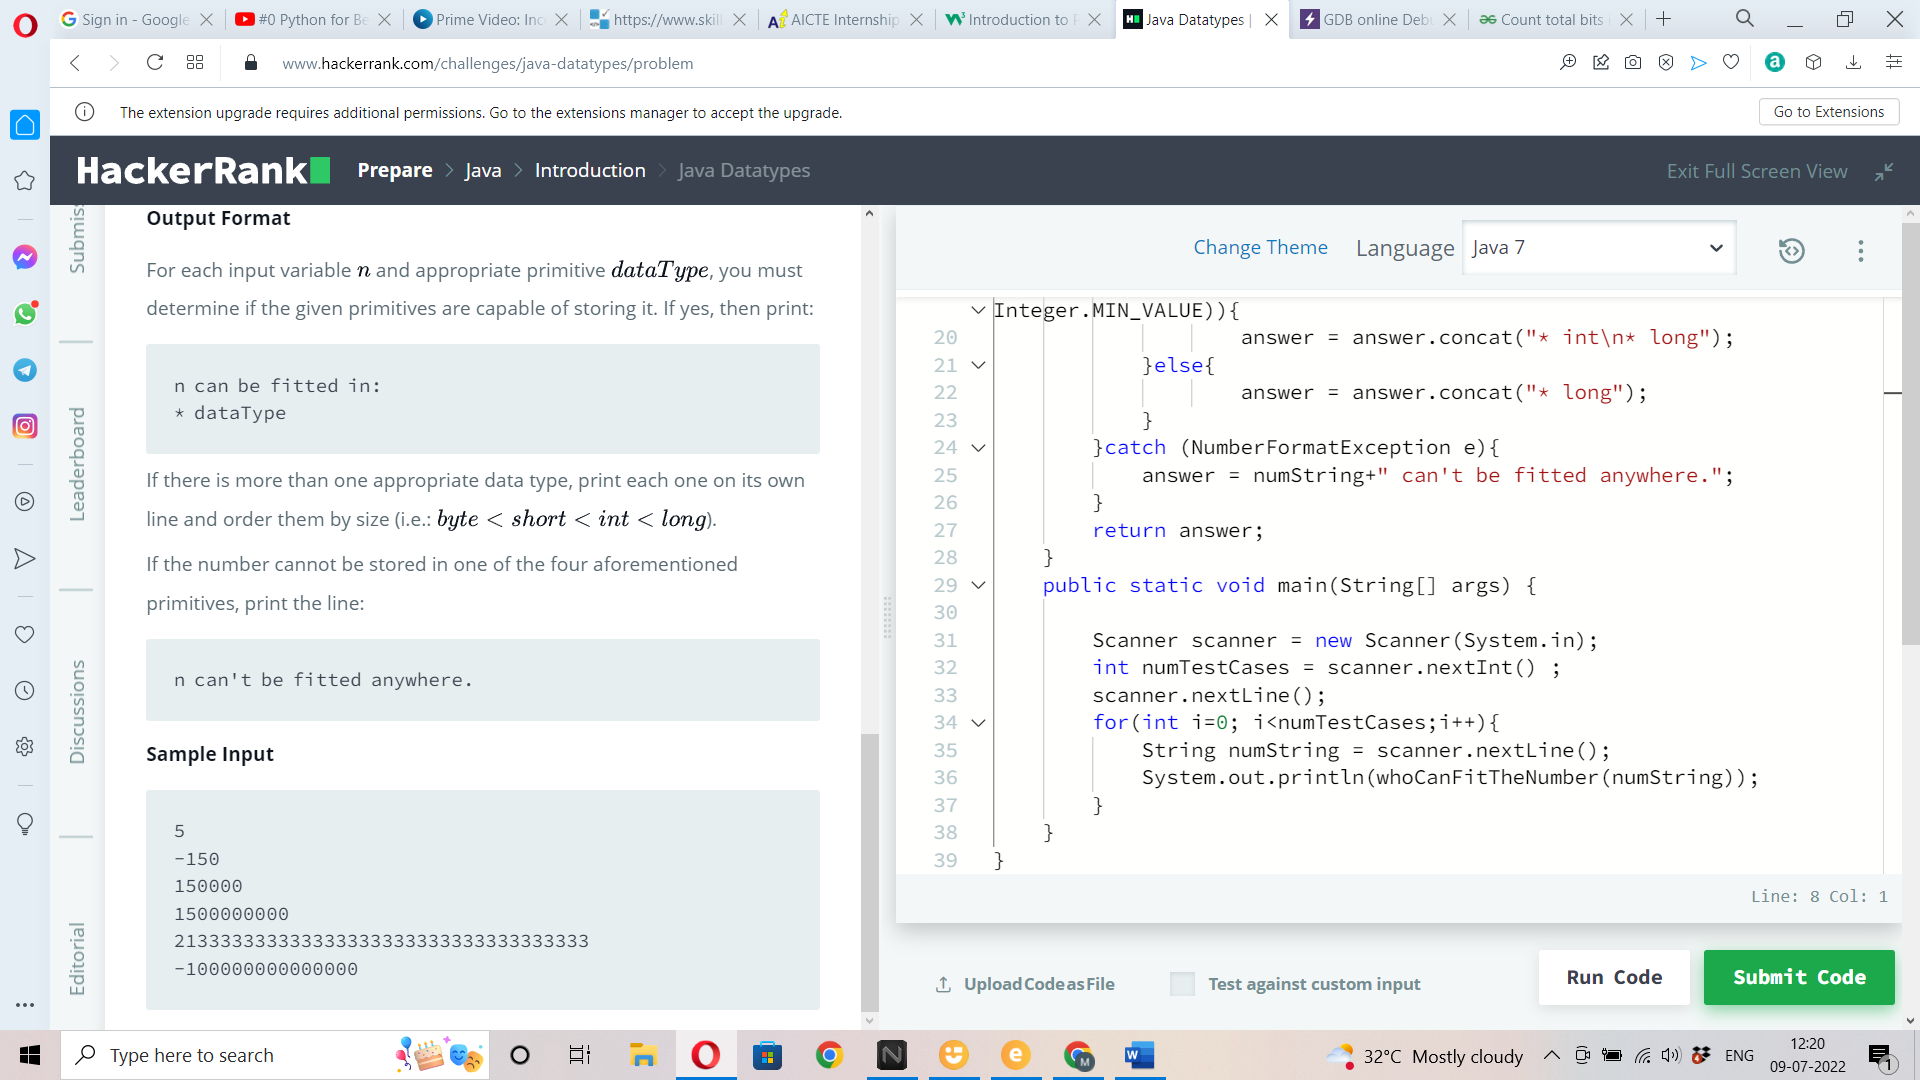 Sign in - Google
#0 Python for Be
Prime Video: Inc
https://www.skill
AICTE Internship
Introduction to P
Java Datatypes |
GDB online Deb
Count total bits i
www.hackerrank.com/challenges/java-datatypes/problem
The extension upgrade requires additional permissions. Go to the extensions manager to accept the upgrade.
Go to Extensions
HackerRank
Prepare > Java > Introduction > Java Datatypes
Exit Full Screen View
Submiss
Leaderboard
Discussions
Editorial
Output Format
For each input variable n and appropriate primitive dataType, you must
determine if the given primitives are capable of storing it. If yes, then print:
n can be fitted in:
* dataType
If there is more than one appropriate data type, print each one on its own
line and order them by size (i.e.: byte < short < int < long).
If the number cannot be stored in one of the four aforementioned
primitives, print the line:
n can't be fitted anywhere.
Sample Input
5
-150
150000
1500000000
213333333333333333333333333333333333
-100000000000000
Change Theme
Language
Java 7
Integer.MIN_VALUE)){
20 answer = answer.concat("* int\n* long");
21 }else{
22 answer = answer.concat("* long");
23 }
24 }catch (NumberFormatException e){
25 answer = numString+" can't be fitted anywhere.";
26 }
27 return answer;
28 }
29 public static void main(String[] args) {
30
31 Scanner scanner = new Scanner(System.in);
32 int numTestCases = scanner.nextInt() ;
33 scanner.nextLine();
34 for(int i=0; i<numTestCases;i++){
35 String numString = scanner.nextLine();
36 System.out.println(whoCanFitTheNumber(numString));
37 }
38 }
39 }
Line: 8 Col: 1
Upload Code as File
Test against custom input
Run Code
Submit Code
Type here to search
32°C Mostly cloudy
ENG
12:20
09-07-2022
1